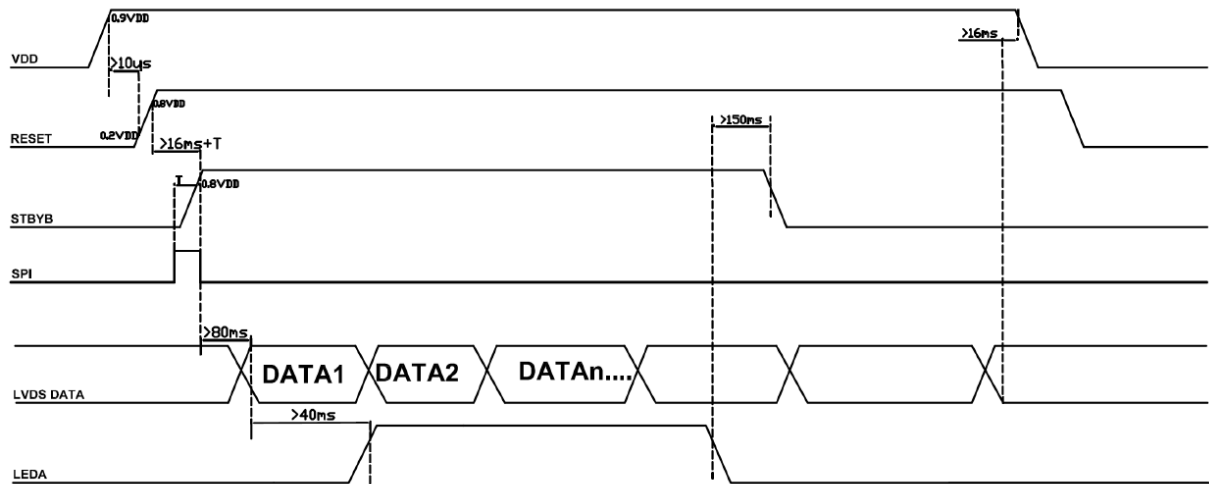 0.9VDD
>16ms
VDD
>10us
0.8VDD
RESET
0.2VDD
>16ms+T
>150ms
T
0.8VDD
STBYB
SPI
>80ms
DATA1
DATA2
DATAn....
LVDS DATA
>40ms
LEDA